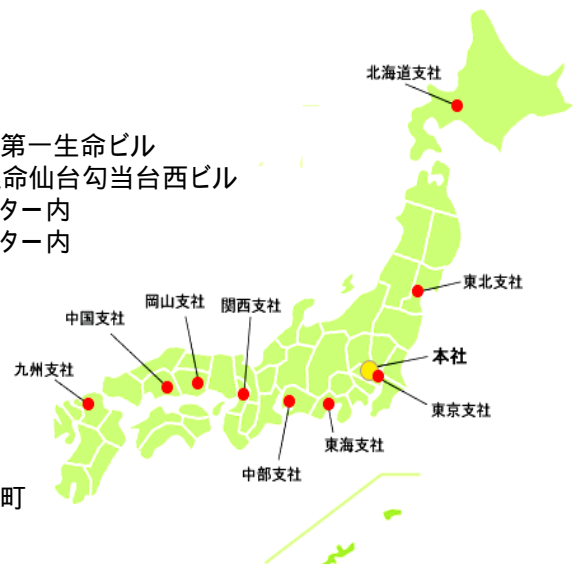 北海道支社
第一生命ビル
命仙台勾当台西ビル
ター内
ター内
東北支社
岡山支社
関西支社
中国支社
本社
九州支社
東京支社
東海支社
中部支社
町